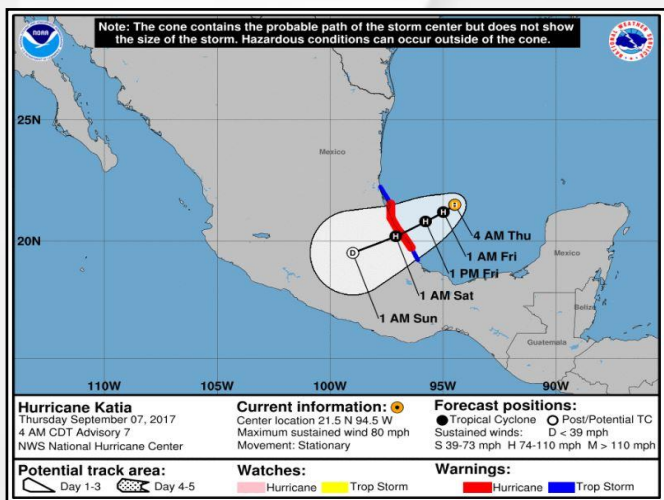 Note: The cone contains the probable path of the storm center but does not show
the size of the storm. Hazardous conditions can occur outside of the cone.
NOAA
NATIONAL WEATHER SERVICE
25N
Mexico
4 AM Thu
H
H
20N
H
1 AM Fri
D
1 PM Fri
Mexico
1 AM Sat
Belize
1 AM Sun
Guatemala
110W
105W
100W
95W
90W
Hurricane Katia
Thursday September 07, 2017
4 AM CDT Advisory 7
NWS National Hurricane Center
Current information:
Center location 21.5 N 94.5 W
Maximum sustained wind 80 mph
Movement: Stationary
Forecast positions:
Tropical Cyclone Post/Potential TC
Sustained winds: D < 39 mph
S 39-73 mph H 74-110 mph M > 110 mph
Potential track area:
Day 1-3 Day 4-5
Watches:
Hurricane Trop Storm
Warnings:
Hurricane Trop Storm